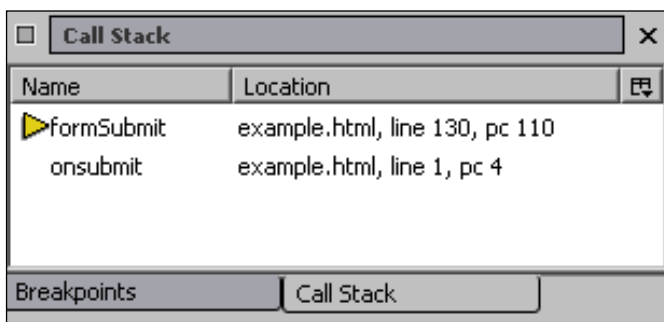 Call Stack
Name Location
formSubmit example.html, line 130, pc 110
onsubmit example.html, line 1, pc 4
Breakpoints Call Stack